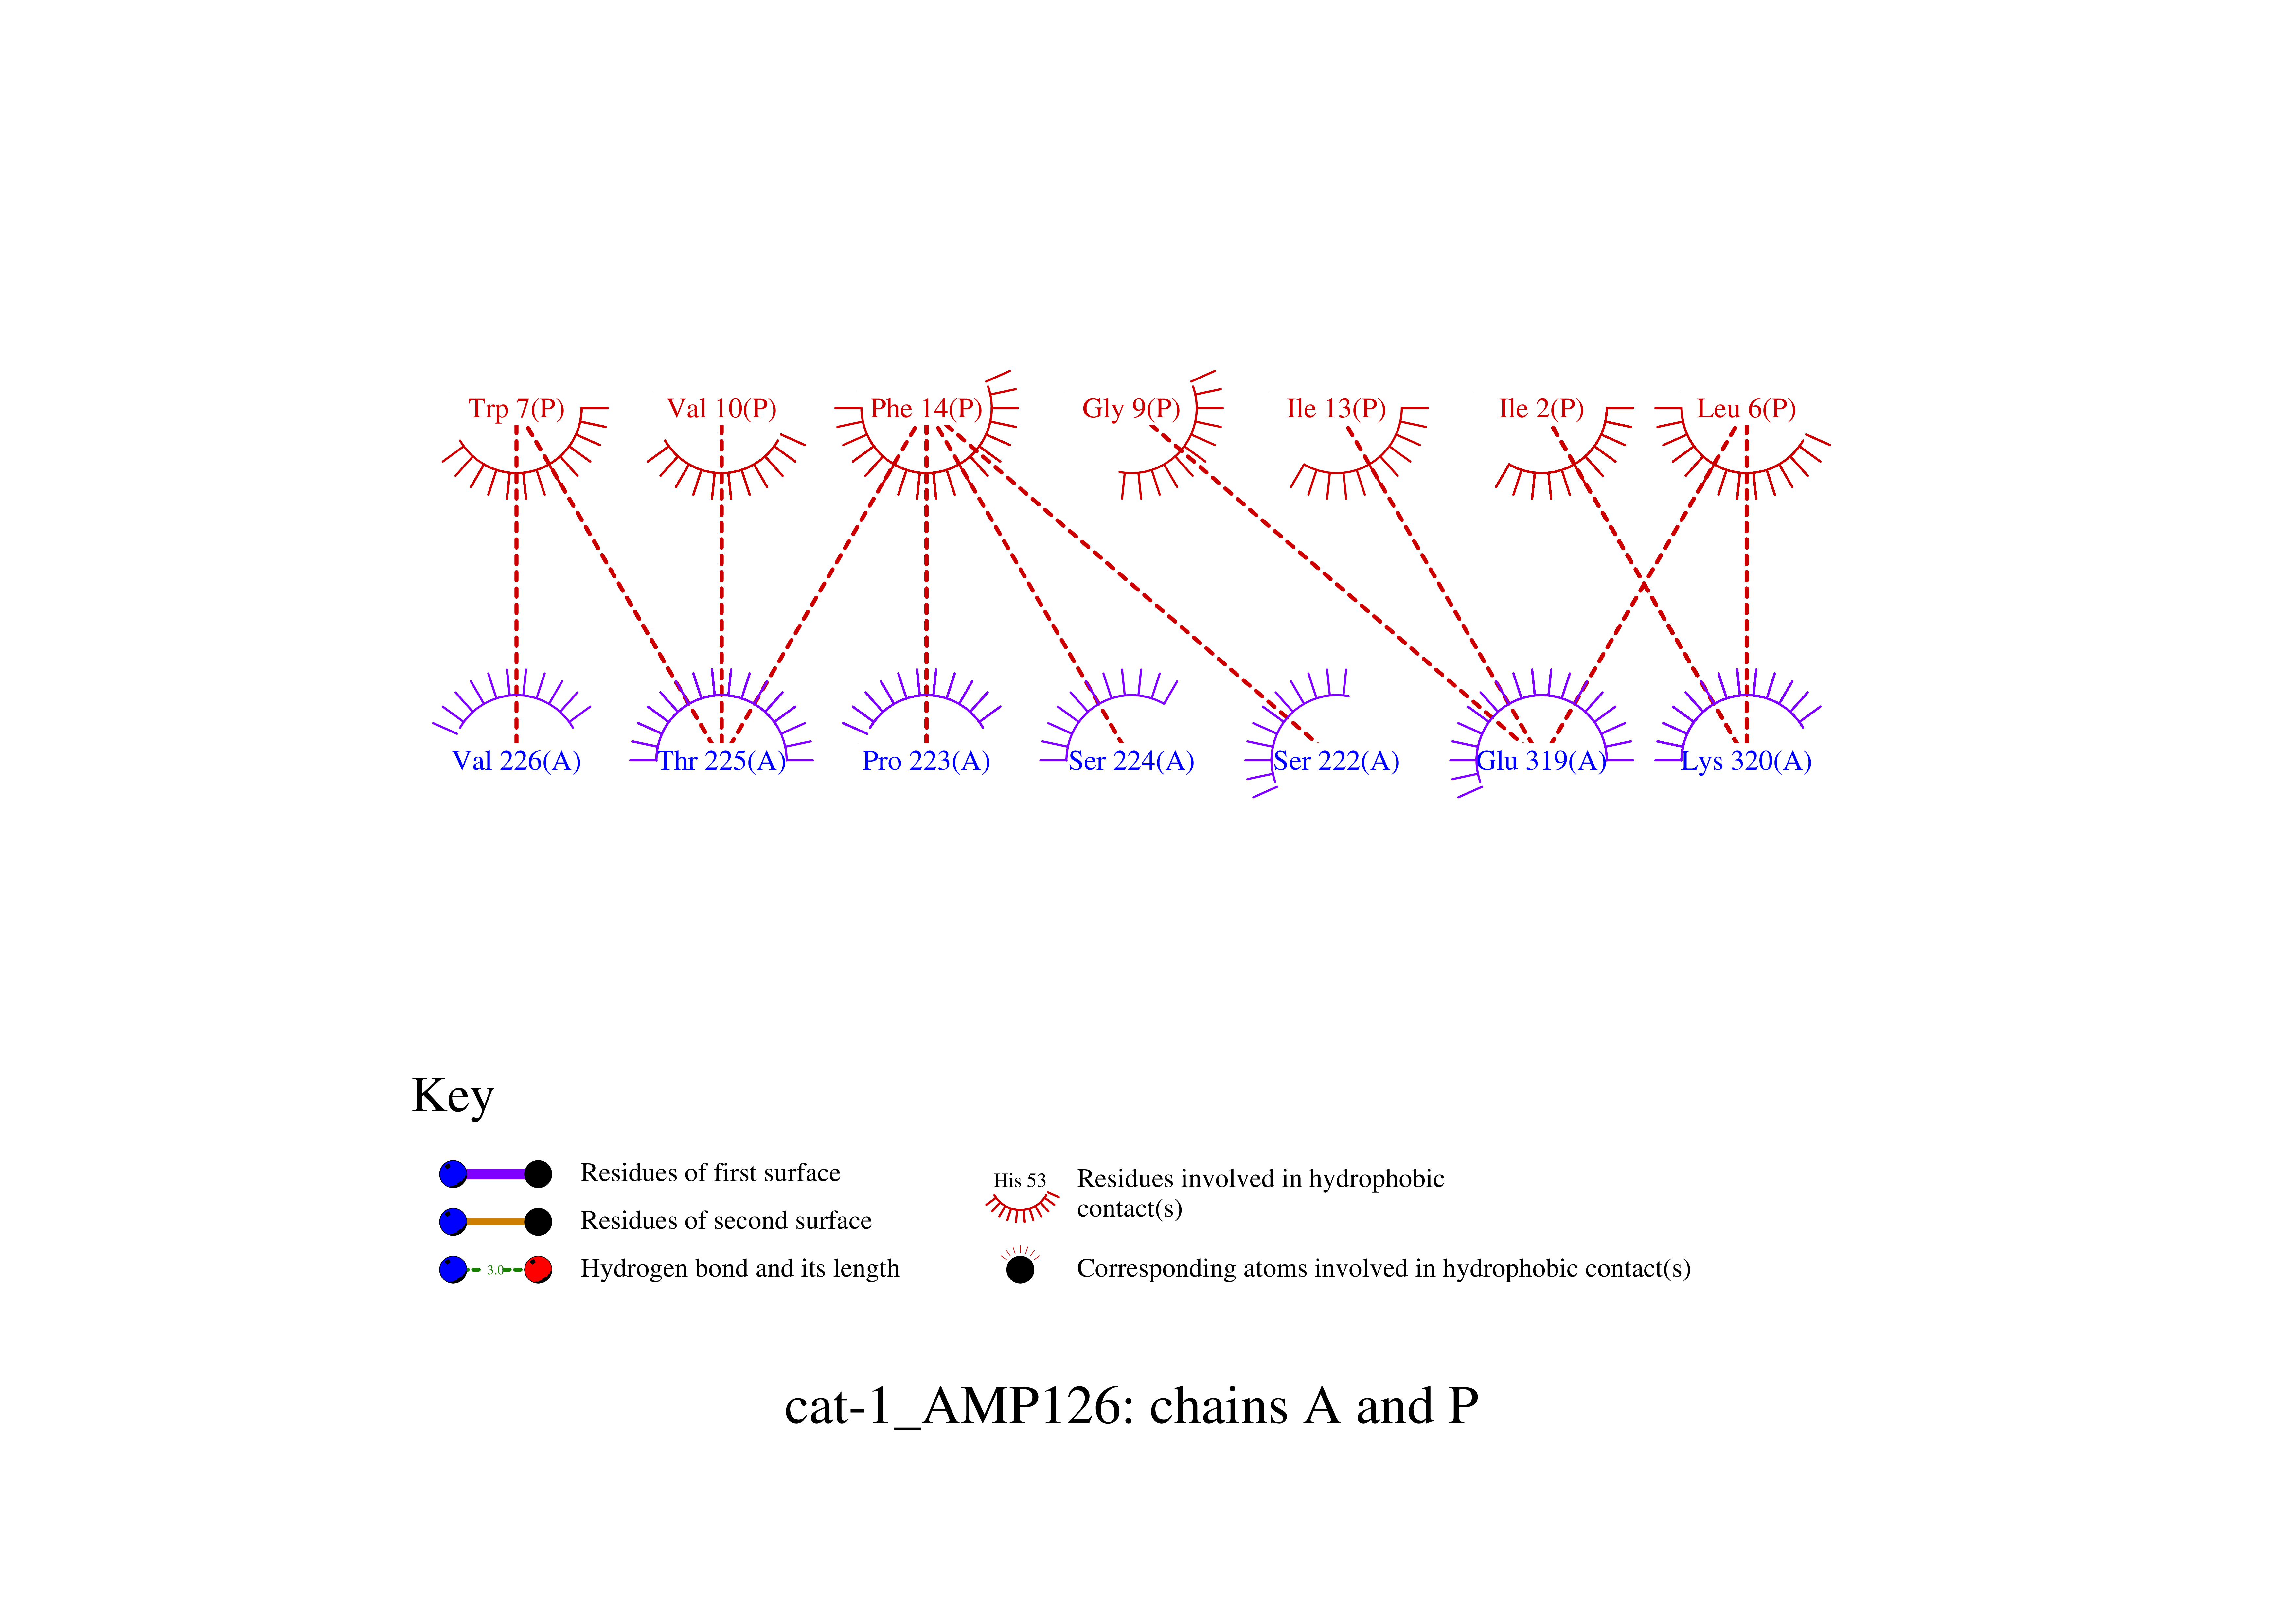 Trp 7(P) Val 10(P) Phe 14(P) Gly 9(P) Ile 13(P) Ile 2(P) Leu 6(P)
Val 226(A) Thr 225(A) Pro 223(A) Ser 224(A) Ser 222(A) Glu 319(A) Lys 320(A)
Key
Residues of first surface
Residues of second surface
3.0 Hydrogen bond and its length
His 53
Residues involved in hydrophobic
contact(s)
Corresponding atoms involved in hydrophobic contact(s)
cat-1_AMP126: chains A and P